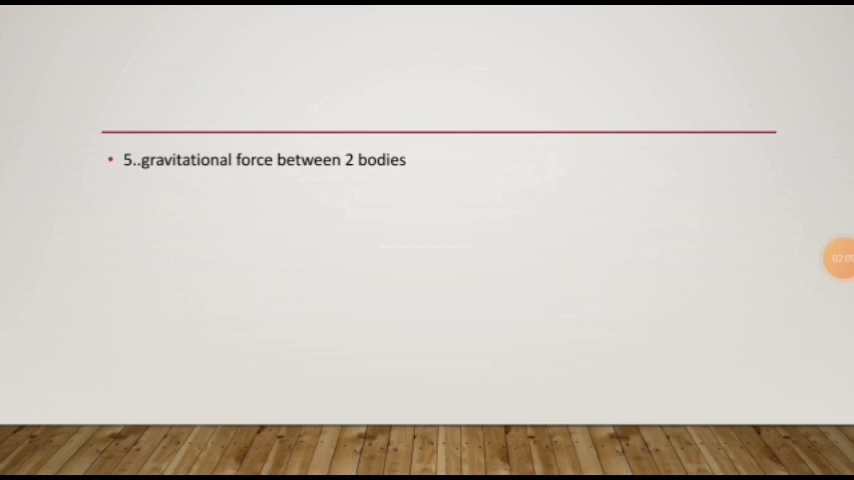 • 5..gravitational force between 2 bodies